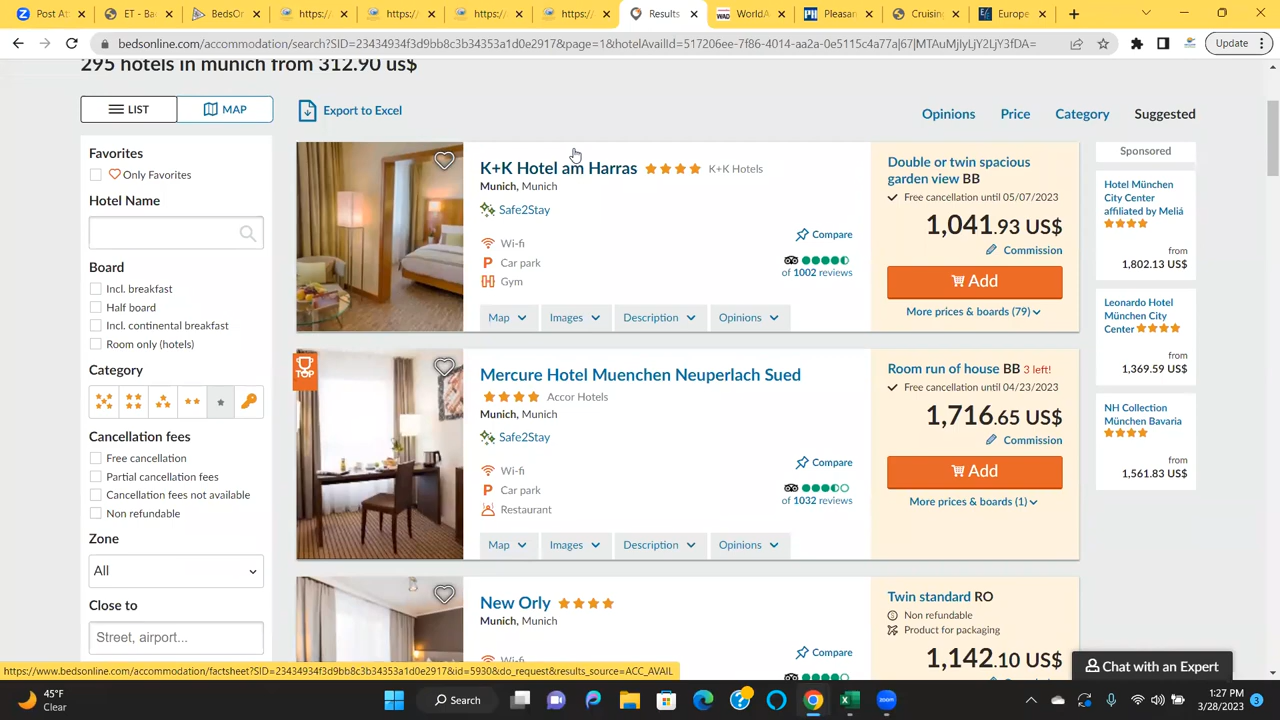 Post At
ET - Ba
BedsO
https://
https://
https://
https://
Results
WorldA
Pleasan
Cruising
Europe
bedsonline.com/accommodation/search?SID=23434934f3d9bb8c3b34353a1d0e2917&page=1&hotelAvailId=517206ee-7f86-4014-aa2a-0e5115c4a77a|67|MTAuMjIyLjY2LjY3fDA=
Update
295 hotels in munich from 312.90 us$
LIST
MAP
Export to Excel
Opinions
Price
Category
Suggested
Favorites
Only Favorites
Hotel Name
Board
Incl. breakfast
Half board
Incl. continental breakfast
Room only (hotels)
Category
Cancellation fees
Free cancellation
Partial cancellation fees
Cancellation fees not available
Non refundable
Zone
All
Close to
Street, airport...
K+K Hotel am Harras
K+K Hotels
Munich, Munich
Safe2Stay
Wi-fi
Car park
Gym
Compare
of 1002 reviews
Map
Images
Description
Opinions
Double or twin spacious
garden view BB
Free cancellation until 05/07/2023
1,041.93 US$
Commission
Add
More prices & boards (79)
TOP
Mercure Hotel Muenchen Neuperlach Sued
Accor Hotels
Munich, Munich
Safe2Stay
Wi-fi
Car park
Restaurant
Compare
of 1032 reviews
Map
Images
Description
Opinions
Room run of house BB 3 left!
Free cancellation until 04/23/2023
1,716.65 US$
Commission
Add
More prices & boards (1)
New Orly
Munich, Munich
Wi-fi
Compare
Twin standard RO
Non refundable
Product for packaging
1,142.10 US$
Commission
Sponsored
Hotel München
City Center
affiliated by Meliá
from
1,802.13 US$
Leonardo Hotel
München City
Center
from
1,369.59 US$
NH Collection
München Bavaria
from
1,561.83 US$
Chat with an Expert
https://www.bedsonline.com/accommodation/factsheet?SID=23434934f3d9bb8c3b34353a1d0e2917&id=5930&do_request&results_source=ACC_AVAIL
45°F
Clear
Search
zoom
1:27 PM
3/28/2023
3